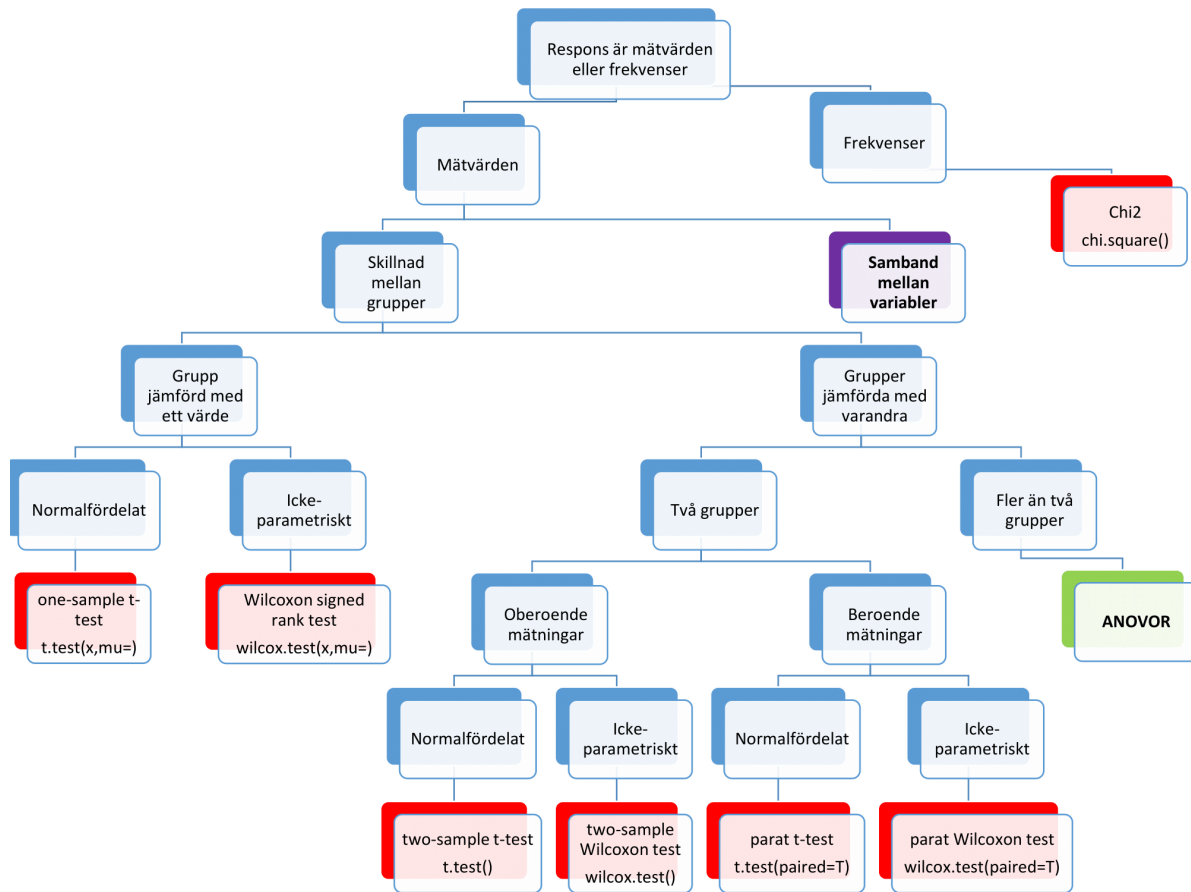 Respons är mätvärden
eller frekvenser
Mätvärden
Frekvenser
Chi2
chi.square()
Skillnad
mellan
grupper
Samband
mellan
variabler
Grupp
jämförd med
ett värde
Grupper
jämförda med
varandra
Normalfördelat
Icke-
parametriskt
Två grupper
Fler än två
grupper
one-sample t-
test
t.test(x,mu=)
Wilcoxon signed
rank test
wilcox.test(x,mu=)
Oberoende
mätningar
Beroende
mätningar
ANOVOR
Normalfördelat
Icke-
parametriskt
Normalfördelat
Icke-
parametriskt
two-sample t-test
t.test()
two-sample
Wilcoxon test
wilcox.test()
parat t-test
t.test(paired=T)
parat Wilcoxon test
wilcox.test(paired=T)